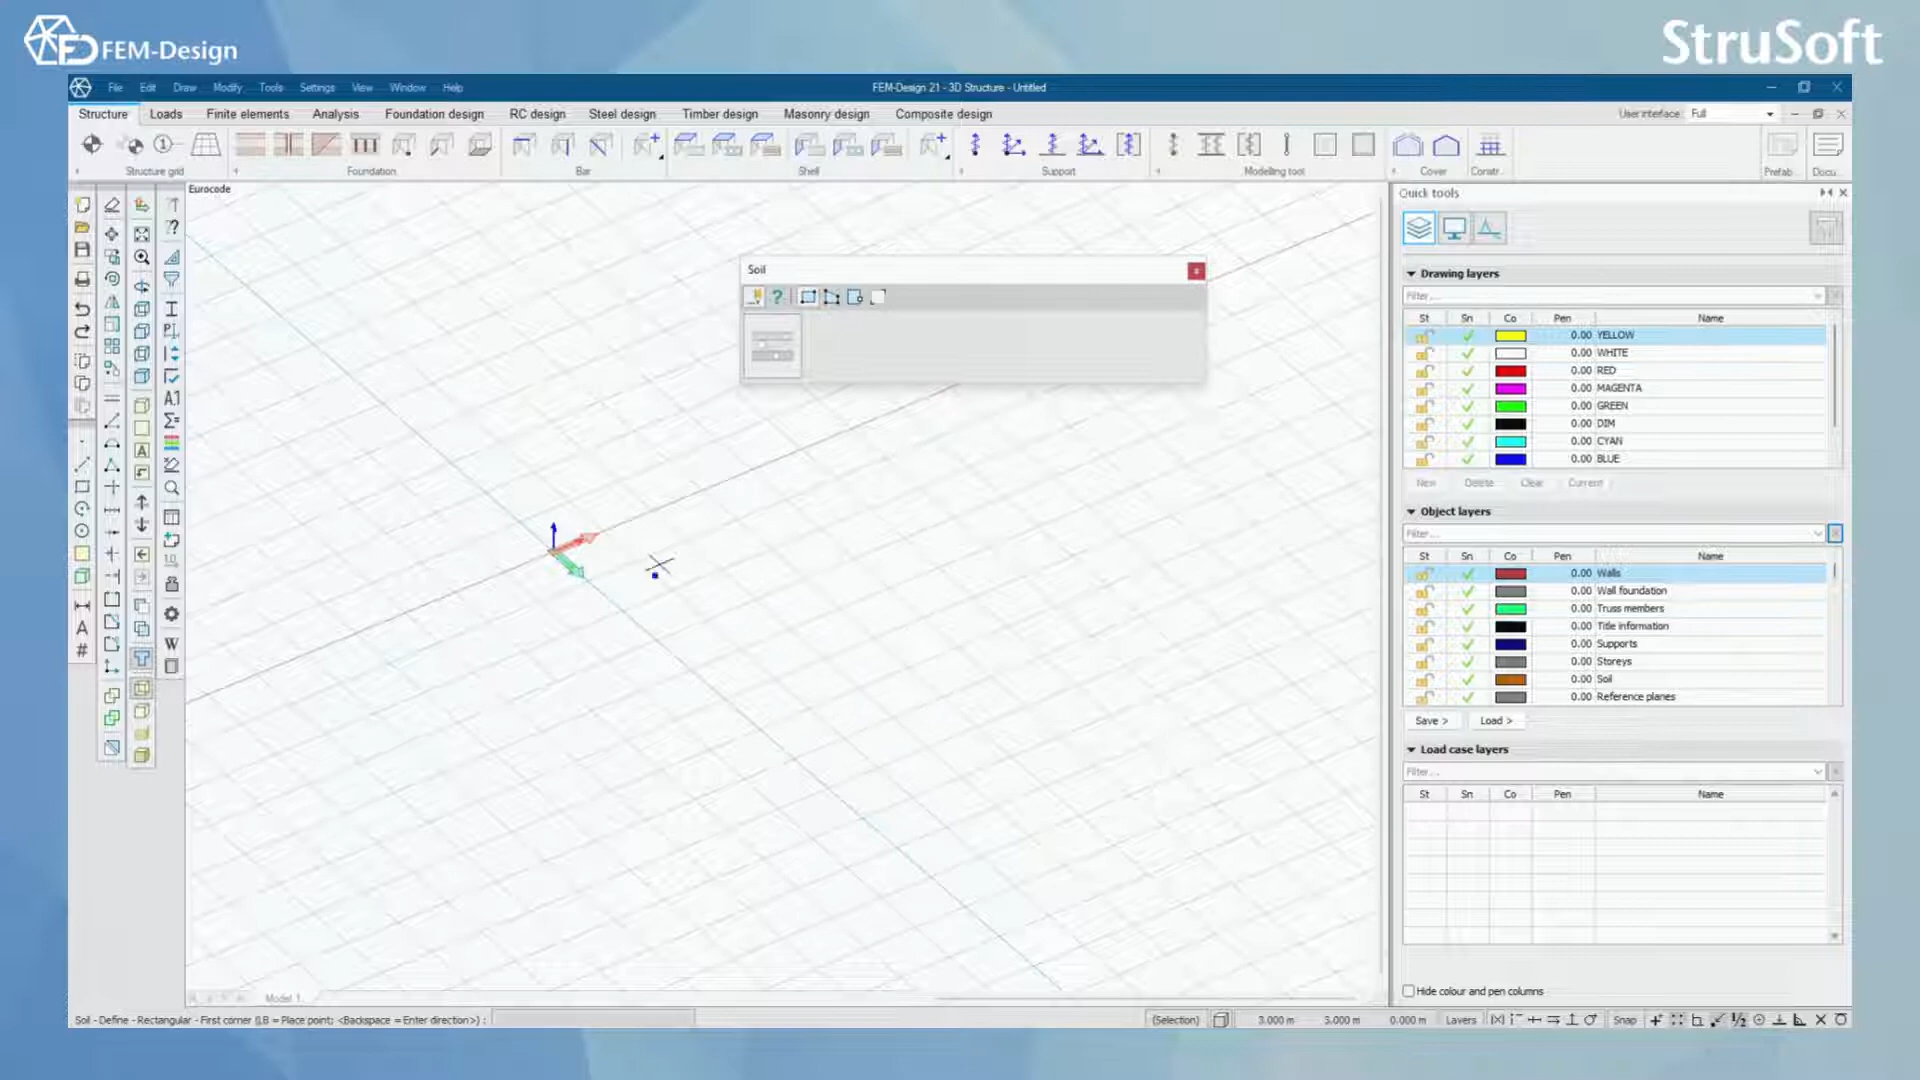 FEM-Design
StruSoft
File Edit Draw Modify Tools Settings View Window Help
FEM-Design 21 - 3D Structure - Untitled
Structure Loads Finite elements Analysis Foundation design RC design Steel design Timber design Masonry design Composite design
User interface: Full
Structure grid Foundation Bar Shell Support Modelling tool Cover Constr... Prefab... Docu...
Eurocode
Quick tools
Soil
Drawing layers
Filter...
St Sn Co Pen Name
0.00 YELLOW
0.00 WHITE
0.00 RED
0.00 MAGENTA
0.00 GREEN
0.00 DIM
0.00 CYAN
0.00 BLUE
New Delete Clear Current
Object layers
Filter...
St Sn Co Pen Name
0.00 Walls
0.00 Wall foundation
0.00 Truss members
0.00 Title information
0.00 Supports
0.00 Storeys
0.00 Soil
0.00 Reference planes
Save > Load >
Load case layers
Filter...
St Sn Co Pen Name
Hide colour and pen columns
Model 1
Soil - Define - Rectangular - First corner (LB = Place point; <Backspace = Enter direction>) :
(Selection) 3.000 m 3.000 m 0.000 m Layers Snap